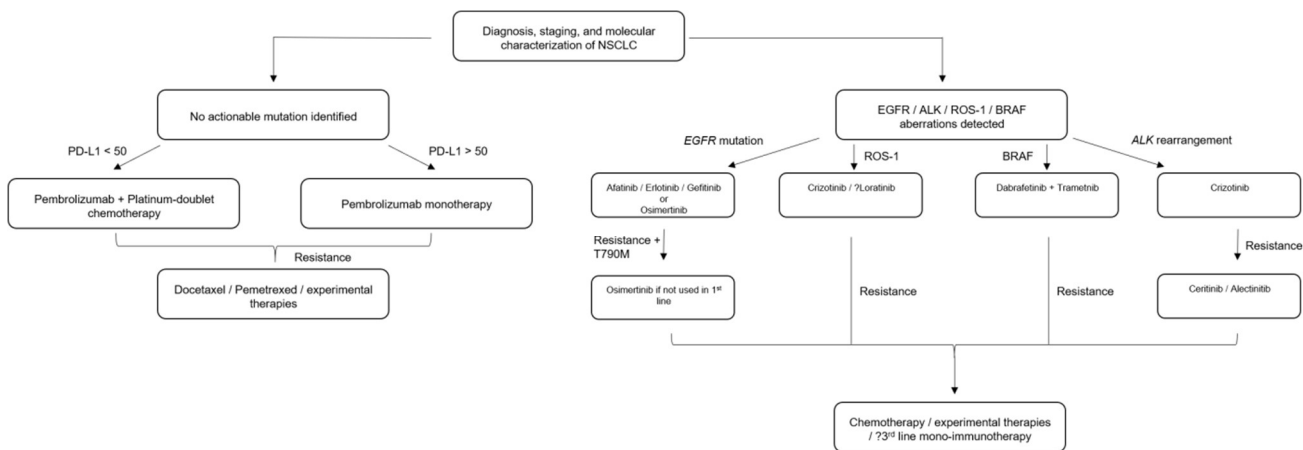 Diagnosis, staging, and molecular
characterization of NSCLC
No actionable mutation identified
EGFR / ALK / ROS-1 / BRAF
aberrations detected
PD-L1 < 50
PD-L1 > 50
EGFR mutation
ROS-1
BRAF
ALK rearrangement
Pembrolizumab + Platinum-doublet
chemotherapy
Pembrolizumab monotherapy
Afatinib / Erlotinib / Gefitinib
or
Osimertinib
Crizotinib / ?Loratinib
Dabrafetinib + Trametnib
Crizotinib
Resistance
Resistance +
T790M
Resistance
Docetaxel / Pemetrexed / experimental
therapies
Osimertinib if not used in 1st
line
Resistance
Resistance
Ceritinib / Alectinitib
Chemotherapy / experimental therapies
/ ?3rd line mono-immunotherapy